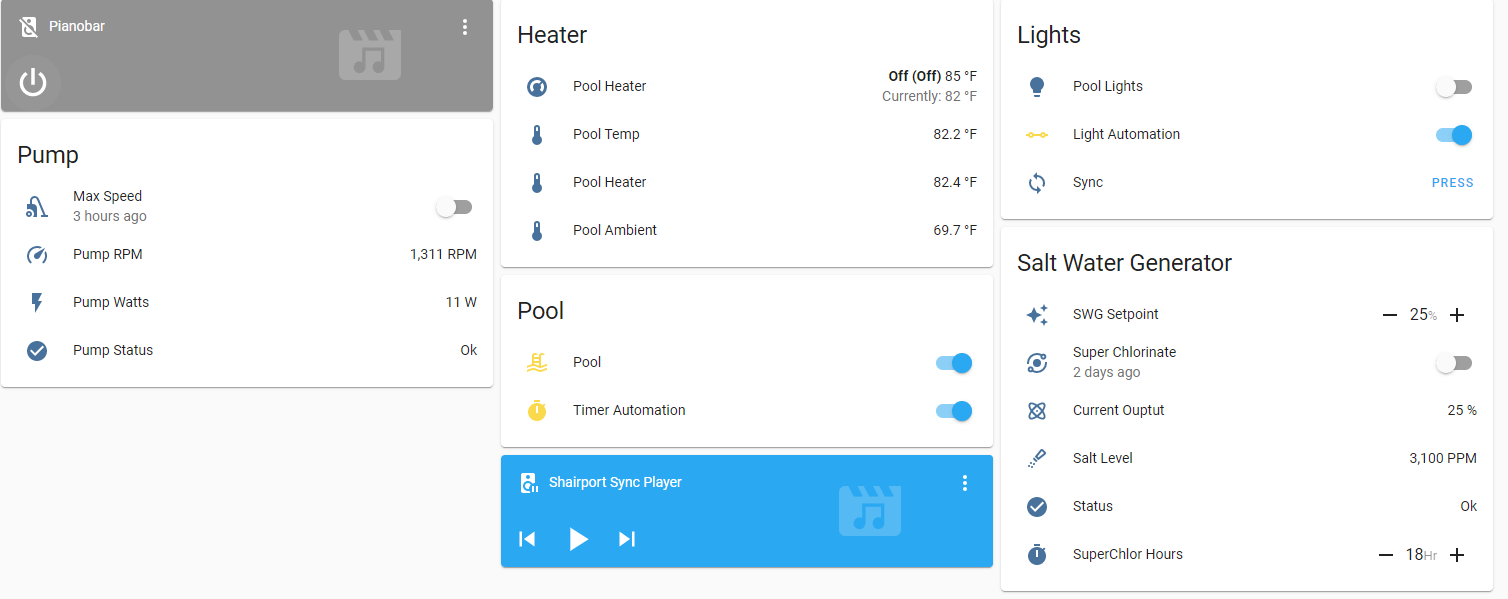 Pianobar
Pump
Max Speed
3 hours ago
Pump RPM 1,311 RPM
Pump Watts 11 W
Pump Status Ok
Heater
Pool Heater Off (Off) 85 °F
Currently: 82 °F
Pool Temp 82.2 °F
Pool Heater 82.4 °F
Pool Ambient 69.7 °F
Pool
Pool
Timer Automation
Shairport Sync Player
Lights
Pool Lights
Light Automation
Sync PRESS
Salt Water Generator
SWG Setpoint — 25% +
Super Chlorinate
2 days ago
Current Ouptut 25 %
Salt Level 3,100 PPM
Status Ok
SuperChlor Hours — 18Hr +